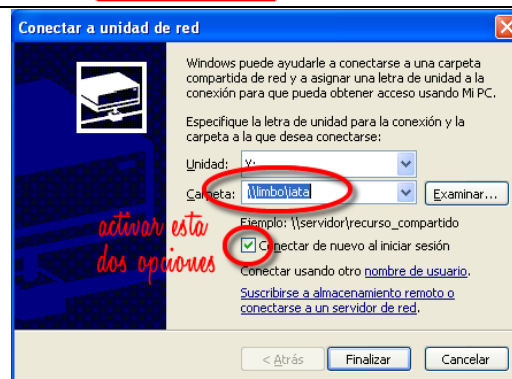 Conectar a unidad de red
Windows puede ayudarle a conectarse a una carpeta
compartida de red y a asignar una letra de unidad a la
conexión para que pueda obtener acceso usando Mi PC.
Especifique la letra de unidad para la conexión y la
carpeta a la que desea conectarse:
Unidad: Y:
Carpeta: \\limbo\iata Examinar...
Ejemplo: \\servidor\recurso_compartido
activar esta
dos opciones
Conectar de nuevo al iniciar sesión
Conectar usando otro nombre de usuario.
Suscribirse a almacenamiento remoto o
conectarse a un servidor de red.
< Atrás Finalizar Cancelar